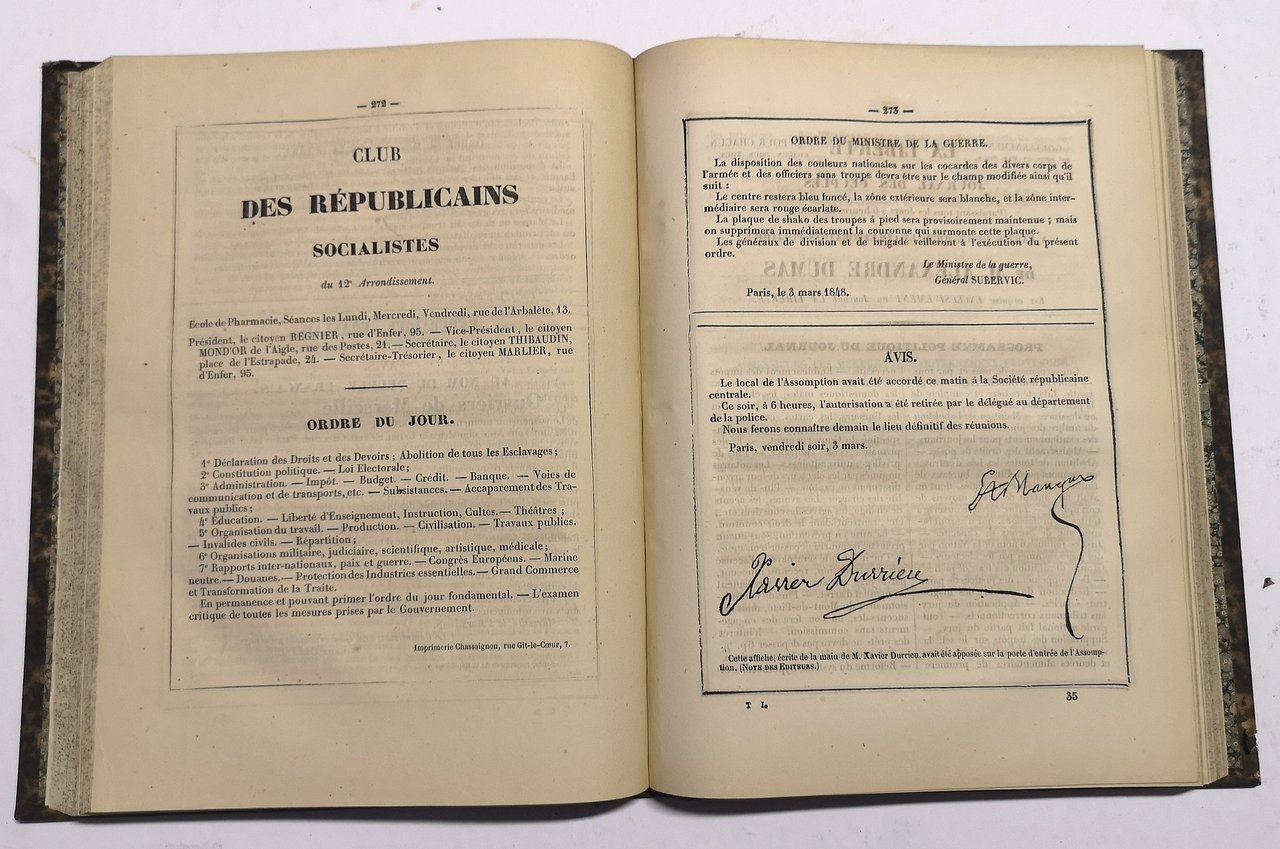 — 272 —
CLUB
DES RÉPUBLICAINS
SOCIALISTES
du 12e Arrondissement.
Ecole de Pharmacie, Séances les Lundi, Mercredi, Vendredi, rue de l'Arbalète, 13.
Président, le citoyen REGNIER, rue d'Enfer, 95. — Vice-Président, le citoyen
MOND'OR de l'Aigle, rue des Postes, 21. — Secrétaire, le citoyen THIBAUDIN,
place de l'Estrapade, 24. — Secrétaire-Trésorier, le citoyen MARLIER, rue
d'Enfer, 95.
ORDRE DU JOUR.
1° Déclaration des Droits et des Devoirs; Abolition de tous les Esclavages;
2° Constitution politique. — Loi Electorale;
3° Administration. — Impôt. — Budget. — Crédit. — Banque. — Voies de
communication et de transports, etc. — Subsistances. — Accaparement des Tra-
vaux publics;
4° Education. — Liberté d'Enseignement, Instruction, Cultes. — Théâtres;
5° Organisation du travail. — Production. — Civilisation. — Travaux publics.
— Invalides civils. — Répartition;
6° Organisations militaire, judiciaire, scientifique, artistique, médicale;
7° Rapports inter-nationaux, paix et guerre. — Congrès Européens. — Marine
neutre. — Douanes. — Protection des Industries essentielles. — Grand Commerce
et Transformation de la Traite.
En permanence et pouvant primer l'ordre du jour fondamental. — L'examen
critique de toutes les mesures prises par le Gouvernement.
Imprimerie Chassaignon, rue Gît-le-Cœur, 7.
— 273 —
ORDRE DU MINISTRE DE LA GUERRE.
La disposition des couleurs nationales sur les cocardes des divers corps de
l'armée et des officiers sans troupe devra être sur le champ modifiée ainsi qu'il
suit :
Le centre restera bleu foncé, la zône extérieure sera blanche, et la zône inter-
médiaire sera rouge écarlate.
La plaque de shako des troupes à pied sera provisoirement maintenue; mais
on supprimera immédiatement la couronne qui surmonte cette plaque.
Les généraux de division et de brigade veilleront à l'exécution du présent
ordre.
Le Ministre de la guerre,
Général SUBERVIC.
Paris, le 3 mars 1848.
AVIS.
Le local de l'Assomption avait été accordé ce matin à la Société républicaine
centrale.
Ce soir, à 6 heures, l'autorisation a été retirée par le délégué au département
de la police.
Nous ferons connaître demain le lieu définitif des réunions.
Paris, vendredi soir, 3 mars.
Xavier Durrieu
Cette affiche, écrite de la main de M. Xavier Durrieu, avait été apposée sur la porte d'entrée de l'Assomp-
tion. (NOTE DES EDITEURS.)
T I.
35